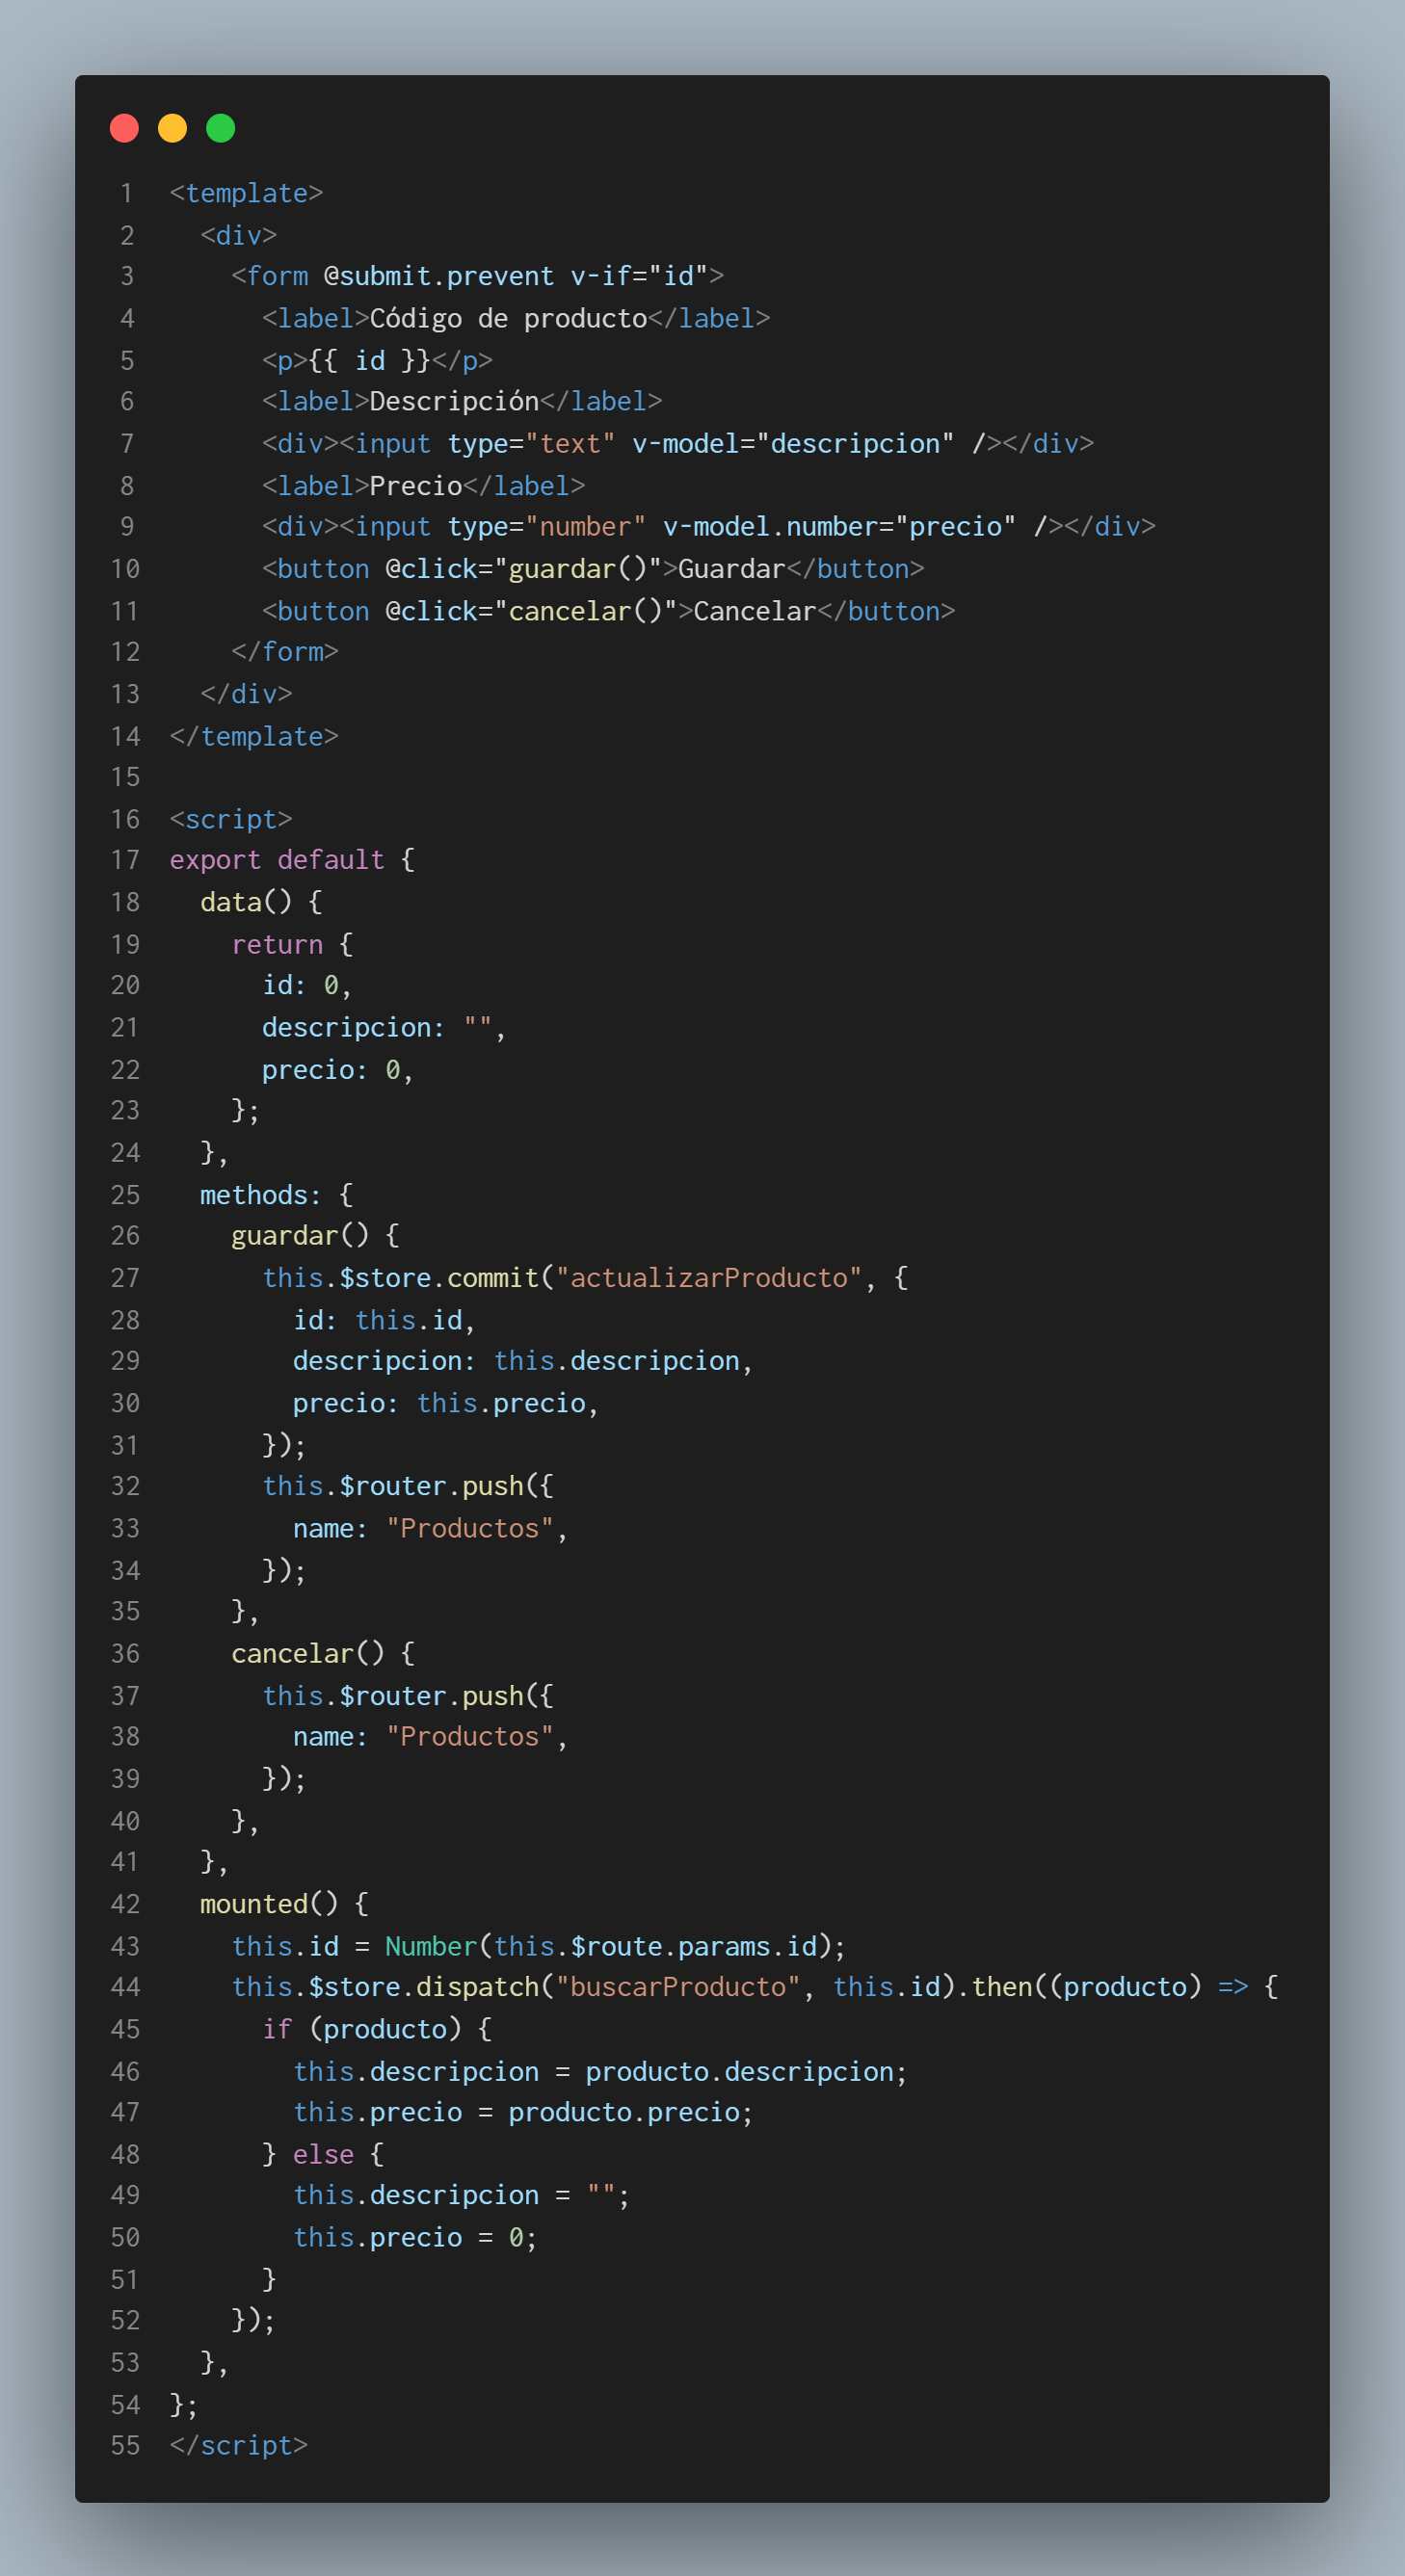 1 <template>
2   <div>
3     <form @submit.prevent v-if="id">
4       <label>Código de producto</label>
5       <p>{{ id }}</p>
6       <label>Descripción</label>
7       <div><input type="text" v-model="descripcion" /></div>
8       <label>Precio</label>
9       <div><input type="number" v-model.number="precio" /></div>
10       <button @click="guardar()">Guardar</button>
11       <button @click="cancelar()">Cancelar</button>
12     </form>
13   </div>
14 </template>
15
16 <script>
17 export default {
18   data() {
19     return {
20       id: 0,
21       descripcion: "",
22       precio: 0,
23     };
24   },
25   methods: {
26     guardar() {
27       this.$store.commit("actualizarProducto", {
28         id: this.id,
29         descripcion: this.descripcion,
30         precio: this.precio,
31       });
32       this.$router.push({
33         name: "Productos",
34       });
35     },
36     cancelar() {
37       this.$router.push({
38         name: "Productos",
39       });
40     },
41   },
42   mounted() {
43     this.id = Number(this.$route.params.id);
44     this.$store.dispatch("buscarProducto", this.id).then((producto) => {
45       if (producto) {
46         this.descripcion = producto.descripcion;
47         this.precio = producto.precio;
48       } else {
49         this.descripcion = "";
50         this.precio = 0;
51       }
52     });
53   },
54 };
55 </script>